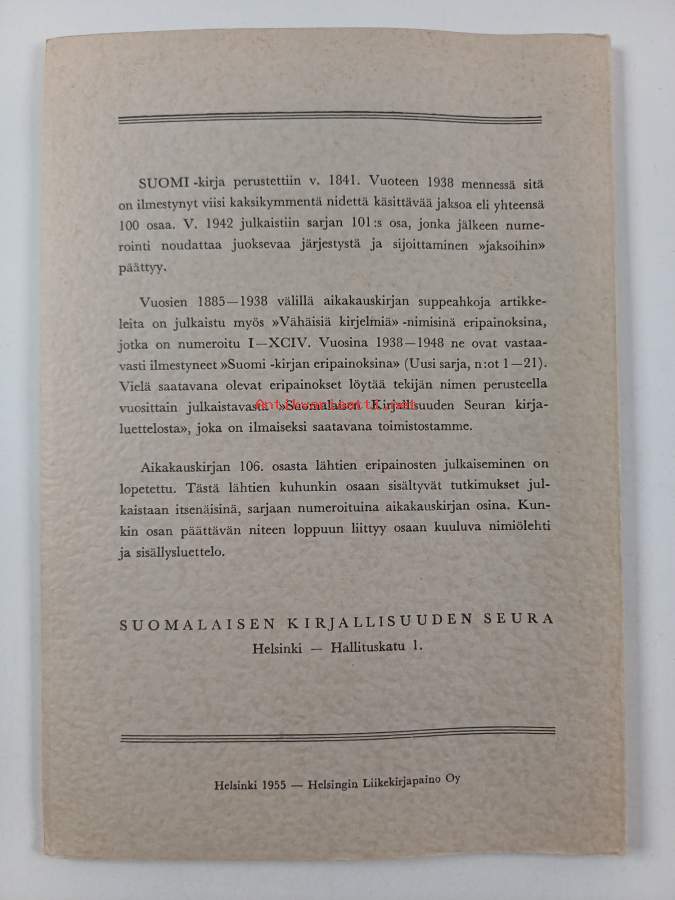 SUOMI -kirja perustettiin v. 1841. Vuoteen 1938 mennessä sitä
on ilmestynyt viisi kaksikymmentä nidettä käsittävää jaksoa eli yhteensä
100 osaa. V. 1942 julkaistiin sarjan 101:s osa, jonka jälkeen nume-
rointi noudattaa juoksevaa järjestystä ja sijoittaminen »jaksoihin»
päättyy.
Vuosien 1885—1938 välillä aikakauskirjan suppeahkoja artikke-
leita on julkaistu myös »Vähäisiä kirjelmiä» -nimisinä eripainoksina,
jotka on numeroitu I—XCIV. Vuosina 1938—1948 ne ovat vastaa-
vasti ilmestyneet »Suomi -kirjan eripainoksina» (Uusi sarja, n:ot 1—21).
Vielä saatavana olevat eripainokset löytää tekijän nimen perusteella
vuosittain julkaistavasta »Suomalaisen Kirjallisuuden Seuran kirja-
Antikvariaatti.net
luettelosta», joka on ilmaiseksi saatavana toimistostamme.
Aikakauskirjan 106. osasta lähtien eripainosten julkaiseminen on
lopetettu. Tästä lähtien kuhunkin osaan sisältyvät tutkimukset jul-
kaistaan itsenäisinä, sarjaan numeroituina aikakauskirjan osina. Kun-
kin osan päättävän niteen loppuun liittyy osaan kuuluva nimiölehti
ja sisällysluettelo.
SUOMALAISEN KIRJALLISUUDEN SEURA
Helsinki — Hallituskatu 1.
Helsinki 1955 — Helsingin Liikekirjapaino Oy